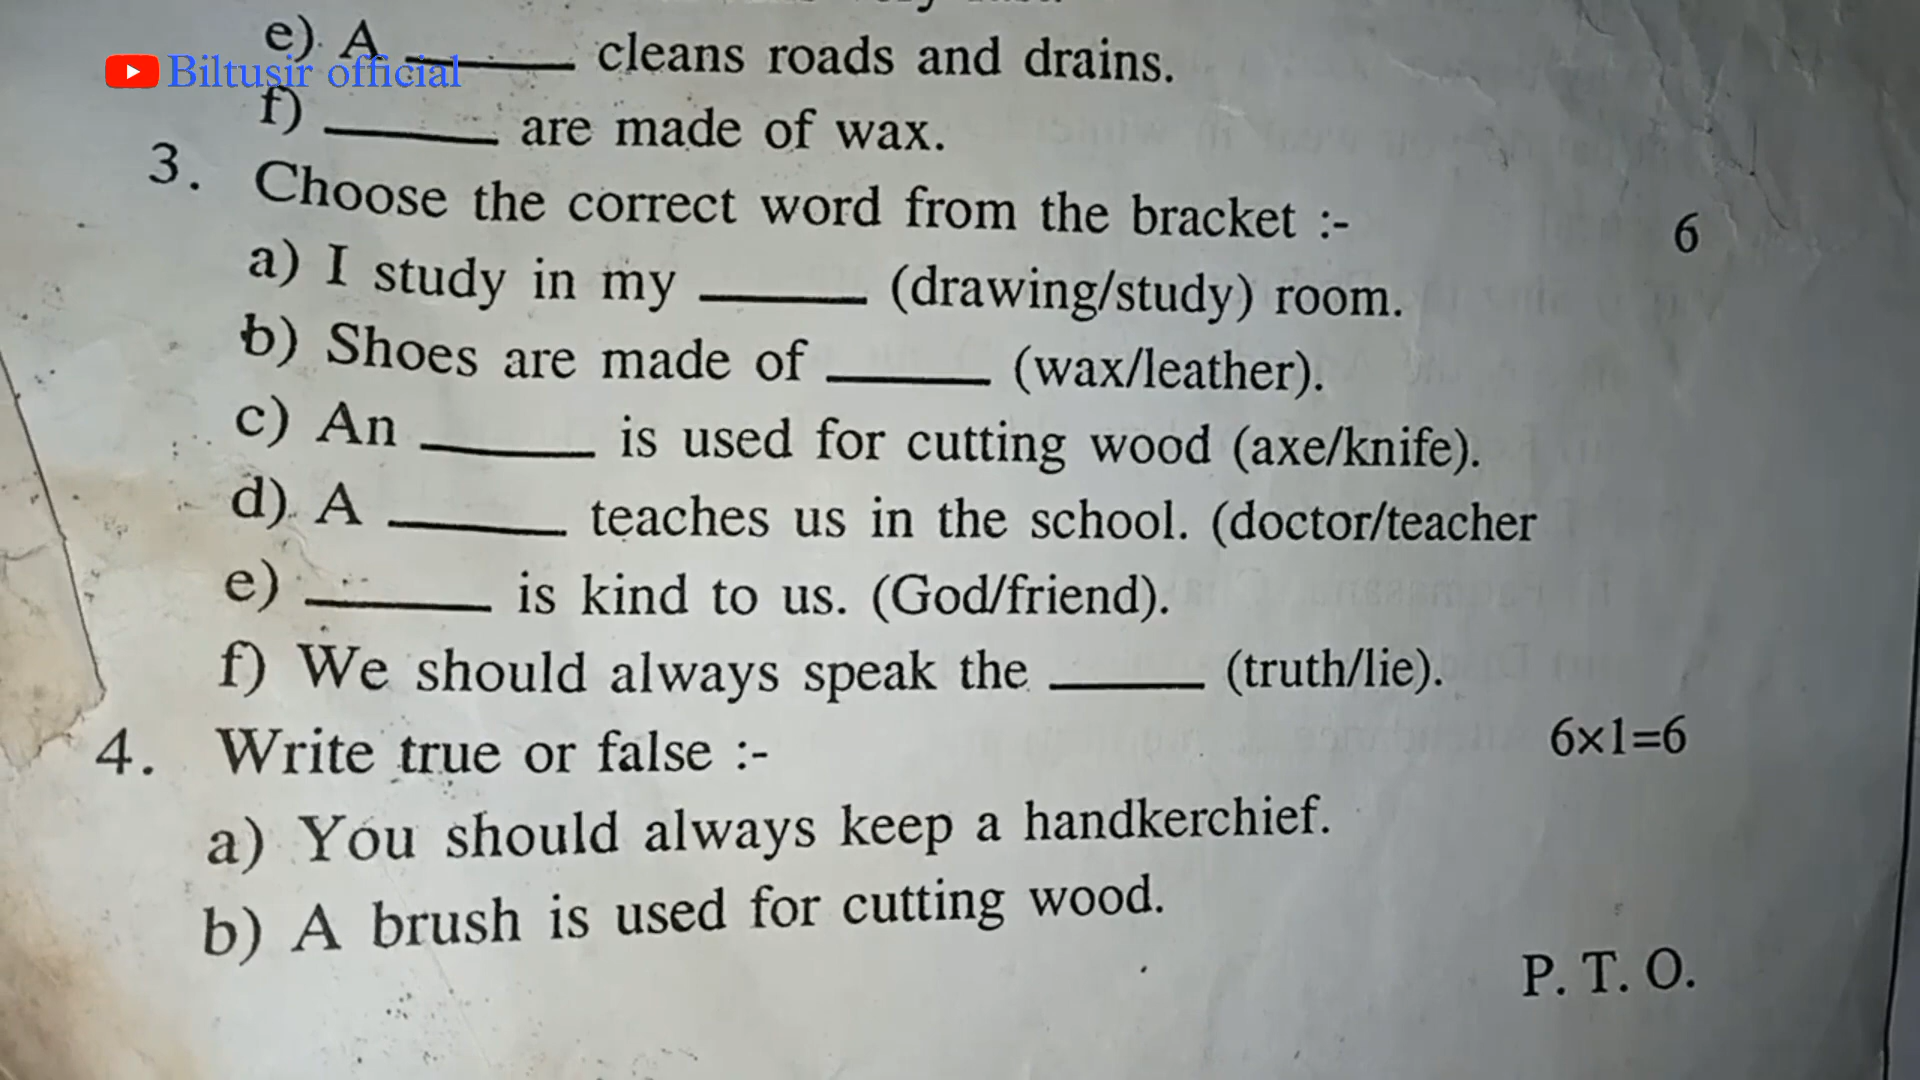 e) A ______ cleans roads and drains.
Biltusir official
f) ______ are made of wax.
3. Choose the correct word from the bracket :- 6
a) I study in my ______ (drawing/study) room.
b) Shoes are made of ______ (wax/leather).
c) An ______ is used for cutting wood (axe/knife).
d) A ______ teaches us in the school. (doctor/teacher
e) ______ is kind to us. (God/friend).
f) We should always speak the ______ (truth/lie).
4. Write true or false :- 6×1=6
a) You should always keep a handkerchief.
b) A brush is used for cutting wood.
P. T. O.